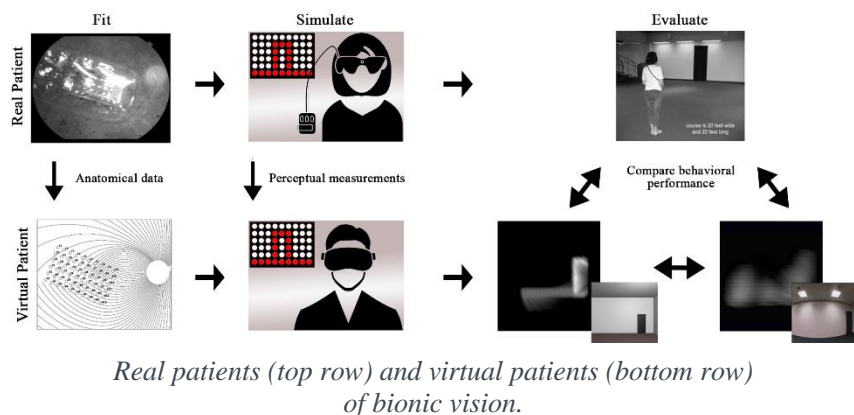 Fit
Simulate
Evaluate
Real Patient
course is 20 feet wide
and 20 feet long
Anatomical data
Perceptual measurements
Compare behavioral
performance
Virtual Patient
Real patients (top row) and virtual patients (bottom row)
of bionic vision.